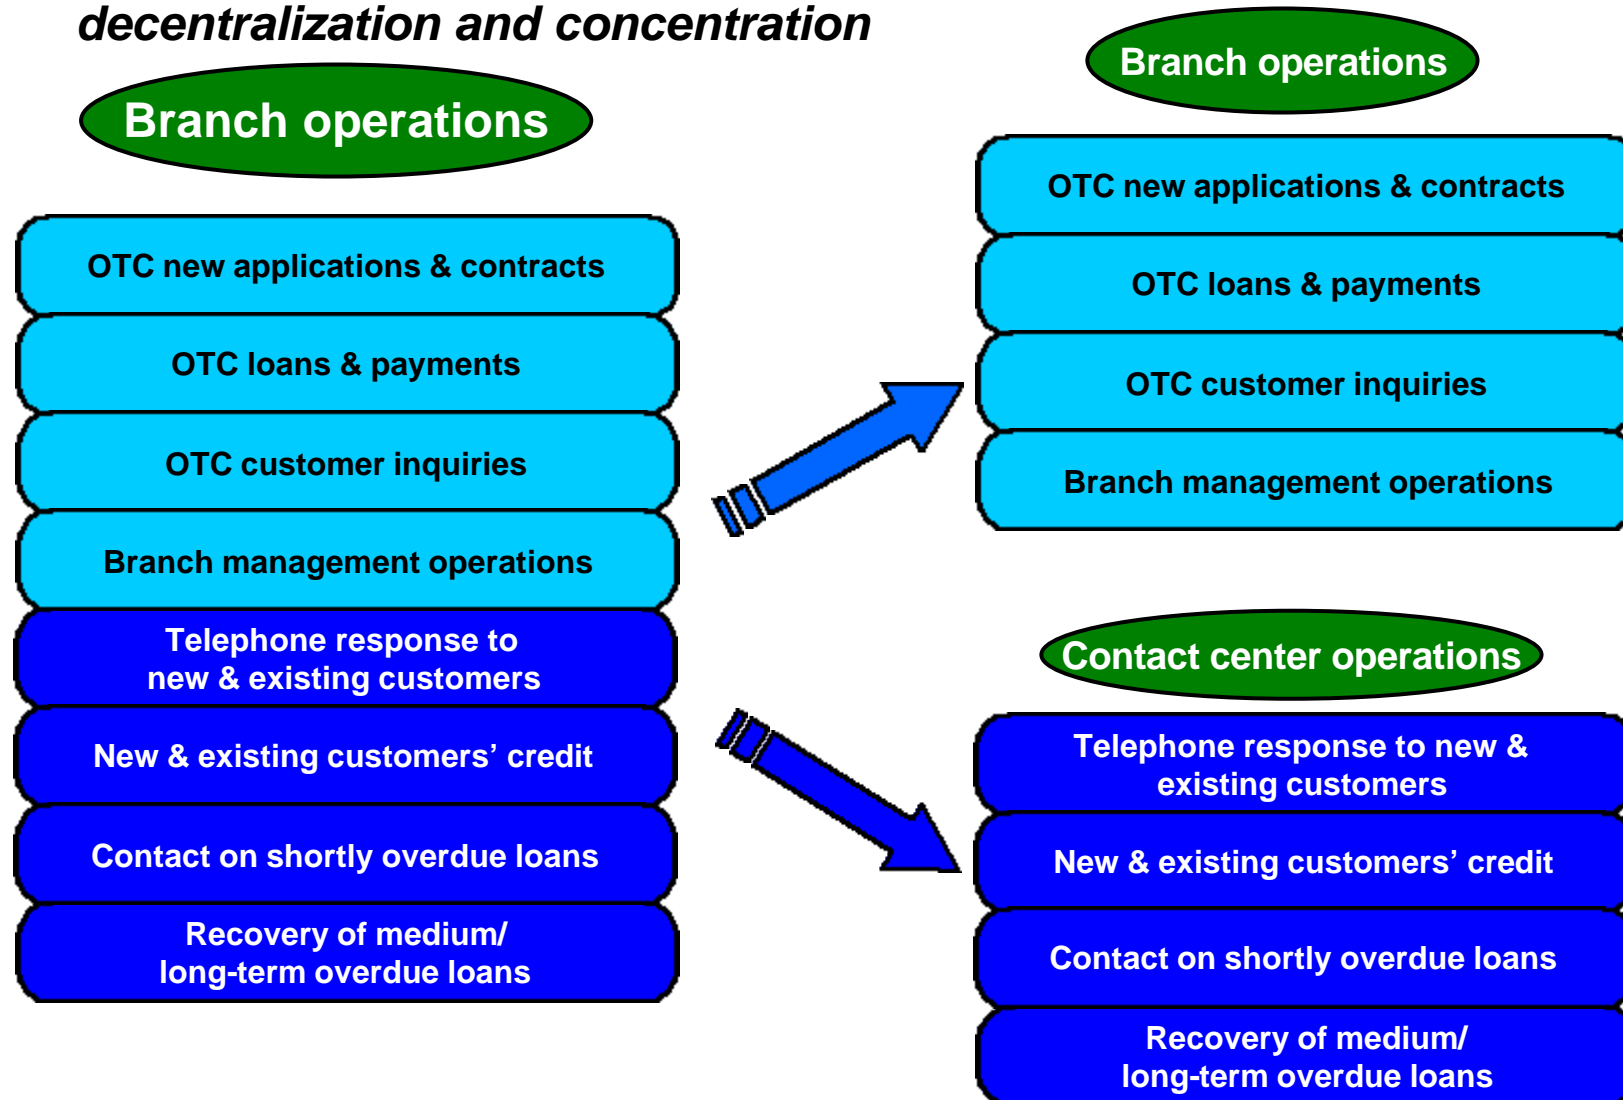 decentralization and concentration
Branch operations
OTC new applications & contracts
OTC loans & payments
OTC customer inquiries
Branch management operations
Telephone response to
new & existing customers
New & existing customers’ credit
Contact on shortly overdue loans
Recovery of medium/
long-term overdue loans
Branch operations
OTC new applications & contracts
OTC loans & payments
OTC customer inquiries
Branch management operations
Contact center operations
Telephone response to new &
existing customers
New & existing customers’ credit
Contact on shortly overdue loans
Recovery of medium/
long-term overdue loans